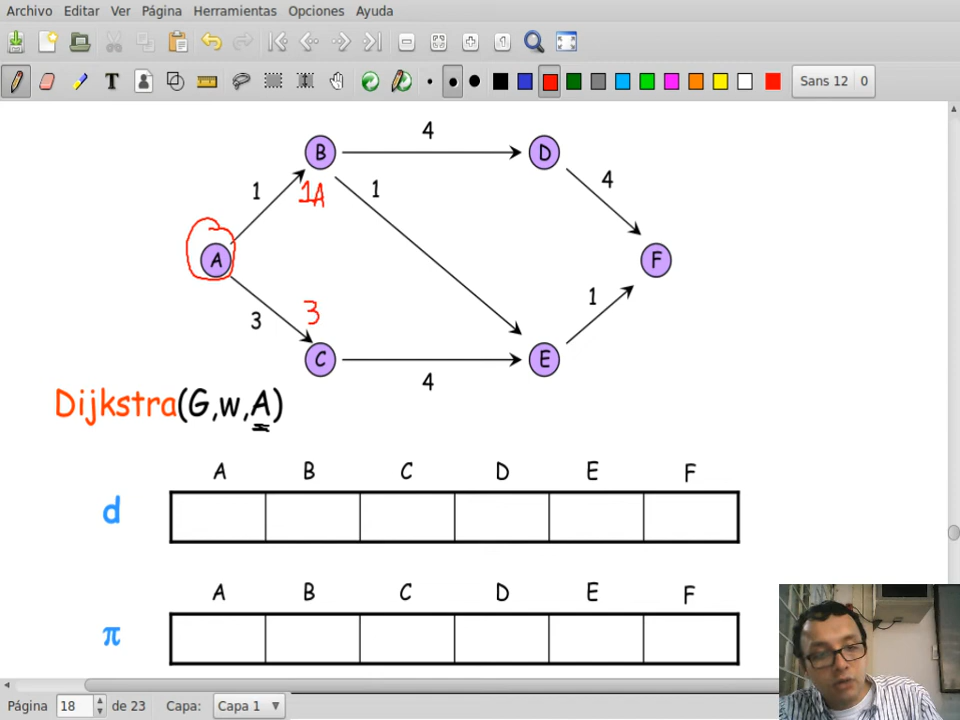 Archivo Editar Ver Página Herramientas Opciones Ayuda
T Sans 12 0
4
B D
1 1A 1 4
A F
3 3 1
C E
4
Dijkstra(G,w,A)
A B C D E F
d
A B C D E F
π
Página 18 de 23 Capa: Capa 1